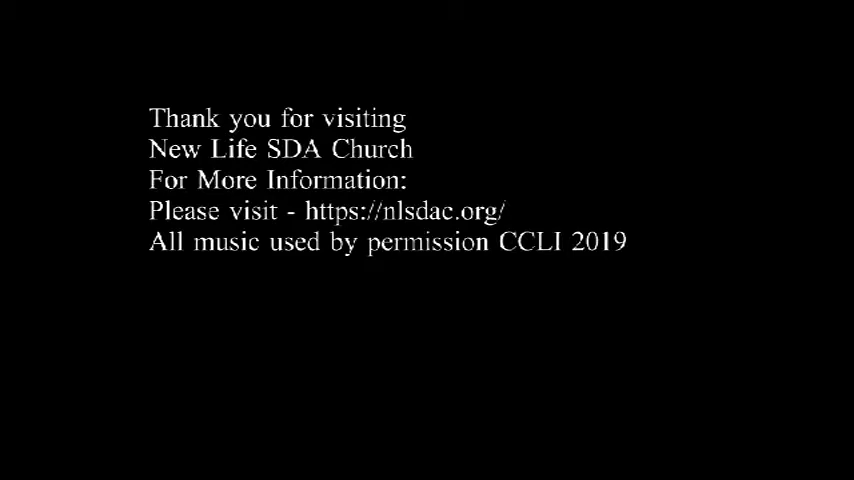 Thank you for visiting
New Life SDA Church
For More Information:
Please visit - https://nlsdac.org/
All music used by permission CCLI 2019